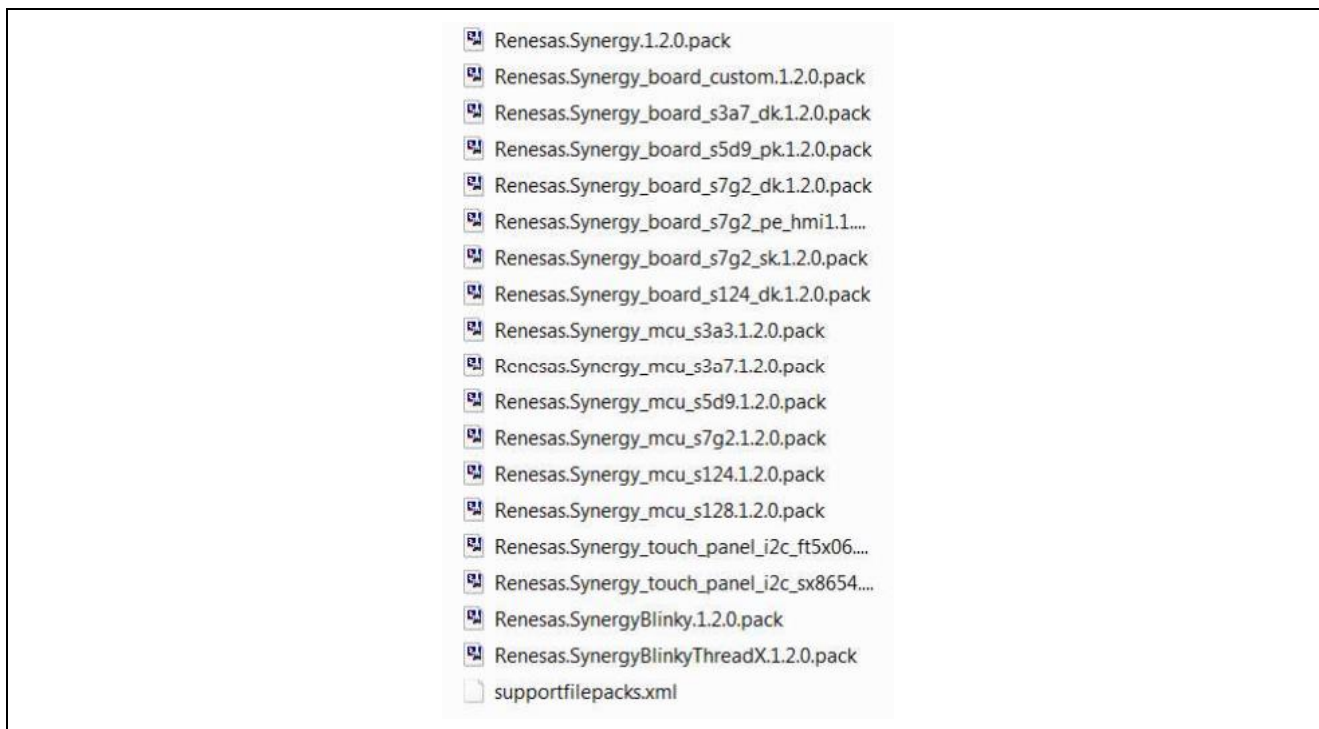 Renesas.Synergy.1.2.0.pack
Renesas.Synergy_board_custom.1.2.0.pack
Renesas.Synergy_board_s3a7_dk.1.2.0.pack
Renesas.Synergy_board_s5d9_pk.1.2.0.pack
Renesas.Synergy_board_s7g2_dk.1.2.0.pack
Renesas.Synergy_board_s7g2_pe_hmi1.1....
Renesas.Synergy_board_s7g2_sk.1.2.0.pack
Renesas.Synergy_board_s124_dk.1.2.0.pack
Renesas.Synergy_mcu_s3a3.1.2.0.pack
Renesas.Synergy_mcu_s3a7.1.2.0.pack
Renesas.Synergy_mcu_s5d9.1.2.0.pack
Renesas.Synergy_mcu_s7g2.1.2.0.pack
Renesas.Synergy_mcu_s124.1.2.0.pack
Renesas.Synergy_mcu_s128.1.2.0.pack
Renesas.Synergy_touch_panel_i2c_ft5x06....
Renesas.Synergy_touch_panel_i2c_sx8654....
Renesas.SynergyBlinky.1.2.0.pack
Renesas.SynergyBlinkyThreadX.1.2.0.pack
supportfilepacks.xml